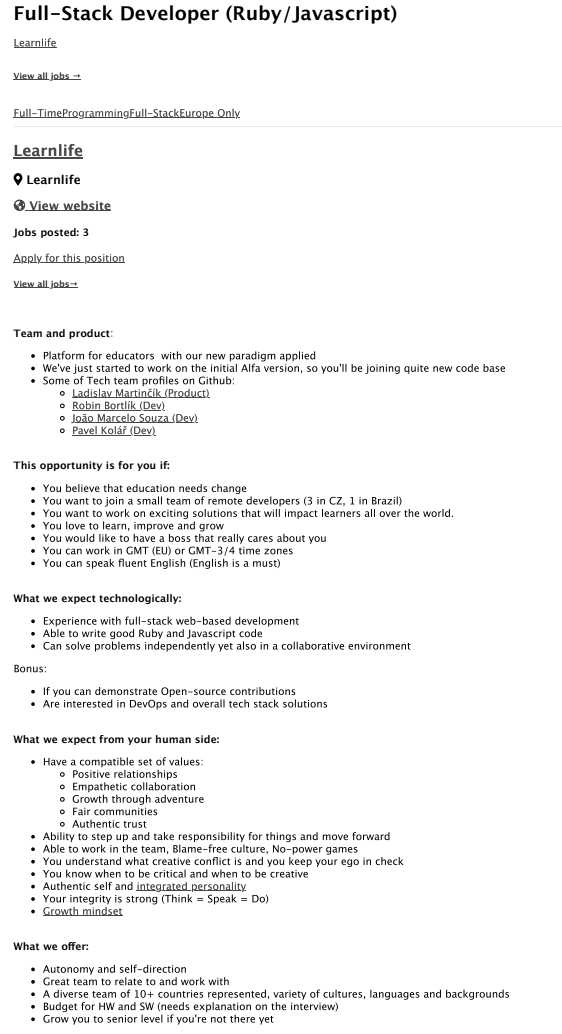 Full-Stack Developer (Ruby/Javascript)
Learnlife
View all jobs →
Full-TimeProgrammingFull-StackEurope Only
Learnlife
Learnlife
View website
Jobs posted: 3
Apply for this position
View all jobs→
Team and product:
• Platform for educators  with our new paradigm applied
• We've just started to work on the initial Alfa version, so you'll be joining quite new code base
• Some of Tech team profiles on Github:
◦ Ladislav Martinčík (Product)
◦ Robin Bortlík (Dev)
◦ João Marcelo Souza (Dev)
◦ Pavel Kolář (Dev)
This opportunity is for you if:
• You believe that education needs change
• You want to join a small team of remote developers (3 in CZ, 1 in Brazil)
• You want to work on exciting solutions that will impact learners all over the world.
• You love to learn, improve and grow
• You would like to have a boss that really cares about you
• You can work in GMT (EU) or GMT-3/4 time zones
• You can speak fluent English (English is a must)
What we expect technologically:
• Experience with full-stack web-based development
• Able to write good Ruby and Javascript code
• Can solve problems independently yet also in a collaborative environment
Bonus:
• If you can demonstrate Open-source contributions
• Are interested in DevOps and overall tech stack solutions
What we expect from your human side:
• Have a compatible set of values:
◦ Positive relationships
◦ Empathetic collaboration
◦ Growth through adventure
◦ Fair communities
◦ Authentic trust
• Ability to step up and take responsibility for things and move forward
• Able to work in the team, Blame-free culture, No-power games
• You understand what creative conflict is and you keep your ego in check
• You know when to be critical and when to be creative
• Authentic self and integrated personality
• Your integrity is strong (Think = Speak = Do)
• Growth mindset
What we offer:
• Autonomy and self-direction
• Great team to relate to and work with
• A diverse team of 10+ countries represented, variety of cultures, languages and backgrounds
• Budget for HW and SW (needs explanation on the interview)
• Grow you to senior level if you're not there yet